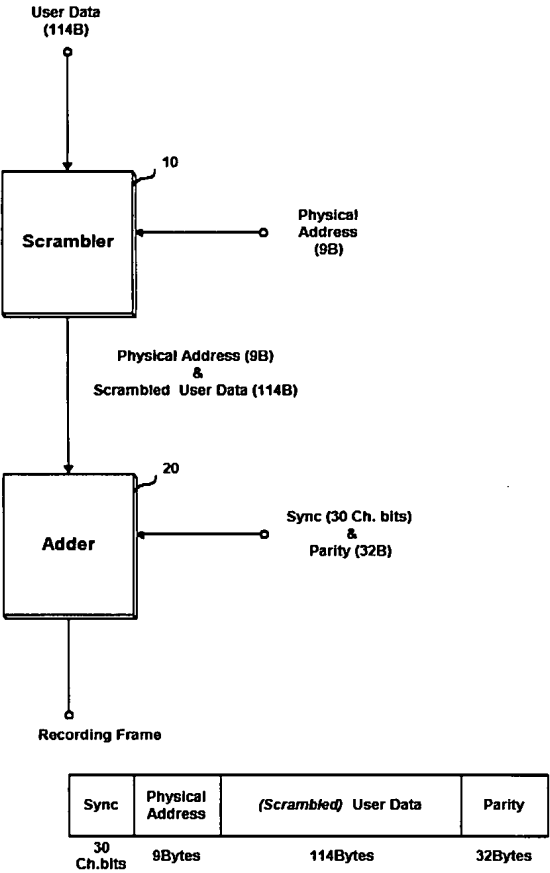 User Data
(114B)
10
Scrambler
Physical
Address
(9B)
Physical Address (9B)
&
Scrambled User Data (114B)
20
Adder
Sync (30 Ch. bits)
&
Parity (32B)
Recording Frame
Sync
Physical
Address
(Scrambled) User Data
Parity
30
Ch.bits
9Bytes
114Bytes
32Bytes